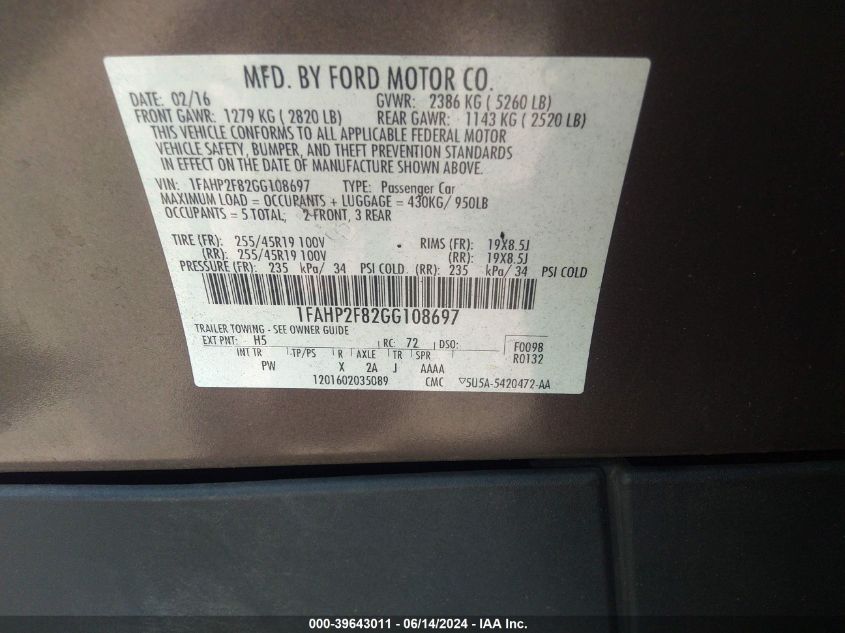 MFD. BY FORD MOTOR CO.
DATE: 02/16 GVWR: 2386 KG ( 5260 LB)
FRONT GAWR: 1279 KG ( 2820 LB) REAR GAWR: 1143 KG ( 2520 LB)
THIS VEHICLE CONFORMS TO ALL APPLICABLE FEDERAL MOTOR
VEHICLE SAFETY, BUMPER, AND THEFT PREVENTION STANDARDS
IN EFFECT ON THE DATE OF MANUFACTURE SHOWN ABOVE.
VIN: 1FAHP2F82GG108697 TYPE: Passenger Car
MAXIMUM LOAD = OCCUPANTS + LUGGAGE = 430KG/ 950LB
OCCUPANTS = 5 TOTAL, 2 FRONT, 3 REAR
TIRE (FR): 255/45R19 100V RIMS (FR): 19X8.5J
(RR): 255/45R19 100V (RR): 19X8.5J
PRESSURE (FR): 235 kPa/ 34 PSI COLD (RR): 235 kPa/ 34 PSI COLD
1FAHP2F82GG108697
TRAILER TOWING - SEE OWNER GUIDE
EXT PNT: H5 RC: 72 DSO: F0098
INT TR TP/PS R AXLE TR SPR R0132
PW X 2A J AAAA
1201602035089 CMC ▽5U5A-5420472-AA
000-39643011 - 06/14/2024 - IAA Inc.